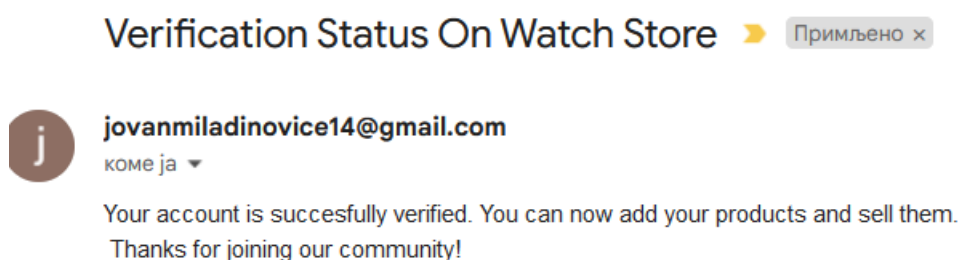 Verification Status On Watch Store
Примљено ×
j
jovanmiladinovice14@gmail.com
коме ја
Your account is succesfully verified. You can now add your products and sell them.
Thanks for joining our community!